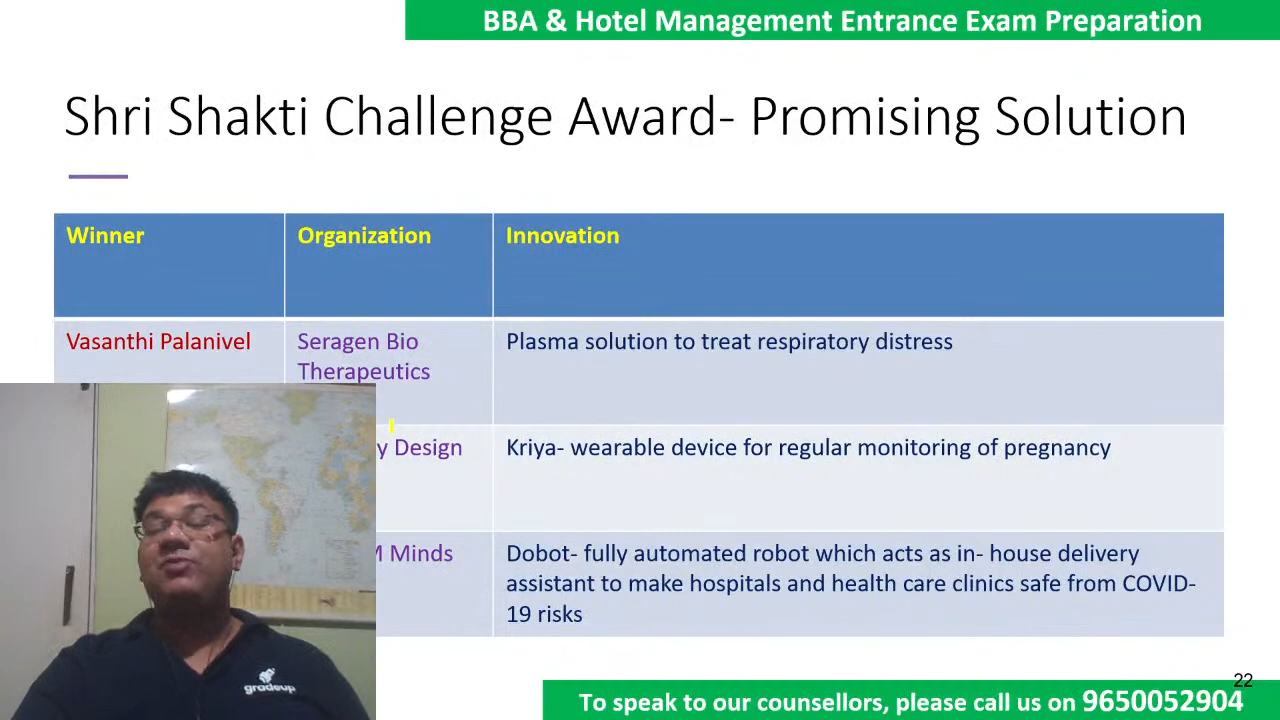 BBA & Hotel Management Entrance Exam Preparation
Shri Shakti Challenge Award- Promising Solution
Winner
Organization
Innovation
Vasanthi Palanivel
Seragen Bio
Therapeutics
Plasma solution to treat respiratory distress
Design
Kriya- wearable device for regular monitoring of pregnancy
Minds
Dobot- fully automated robot which acts as in- house delivery
assistant to make hospitals and health care clinics safe from COVID-
19 risks
gradeup
22
To speak to our counsellors, please call us on 9650052904